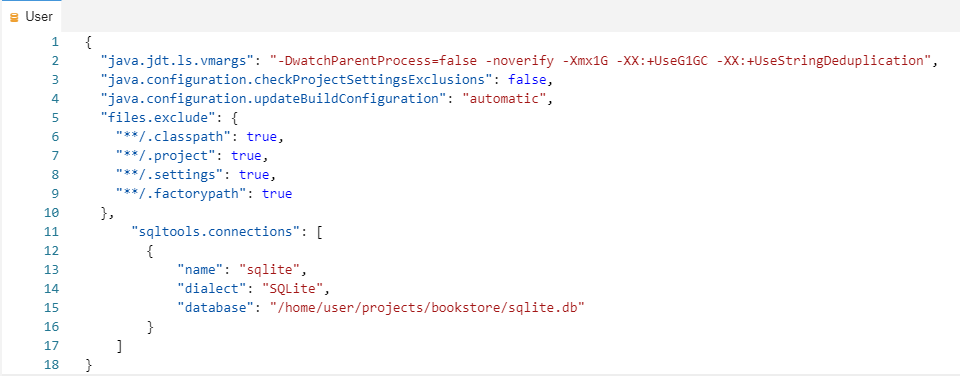 User
1 {
2 "java.jdt.ls.vmargs": "-DwatchParentProcess=false -noverify -Xmx1G -XX:+UseG1GC -XX:+UseStringDeduplication",
3 "java.configuration.checkProjectSettingsExclusions": false,
4 "java.configuration.updateBuildConfiguration": "automatic",
5 "files.exclude": {
6 "**/.classpath": true,
7 "**/.project": true,
8 "**/.settings": true,
9 "**/.factorypath": true
10 },
11 "sqltools.connections": [
12 {
13 "name": "sqlite",
14 "dialect": "SQLite",
15 "database": "/home/user/projects/bookstore/sqlite.db"
16 }
17 ]
18 }